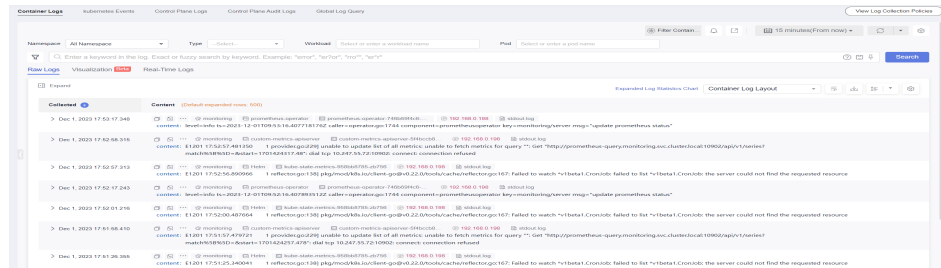 Container Logs Kubernetes Events Control Plane Logs Control Plane Audit Logs Global Log Query View Log Collection Policies
Filter Contain... 15 minutes(From now)
Namespace All Namespace Type --Select-- Workload Select or enter a workload name Pod Select or enter a pod name
Enter a keyword in the log. Exact or fuzzy search by keyword. Example: "error", "er?or", "rro*", "er*r" Search
Raw Logs Visualization Beta Real-Time Logs
Expand Expanded Log Statistics Chart Container Log Layout
Collected Content (Default expanded rows: 500)
Dec 1, 2023 17:53:17.348 monitoring prometheus-operator 192.168.0.198 stdout.log
content: level=info ts=2023-12-01T09:53:16.407718176Z caller=operator.go:1744 component=prometheusoperator key=monitoring/server msg="update prometheus status"
Dec 1, 2023 17:52:58.315 monitoring custom-metrics-apiserver 192.168.0.198 stdout.log
content: E1201 17:52:57.481350 1 provider.go:229] unable to update list of all metrics: unable to fetch metrics for query "": Get "http://prometheus-query.monitoring.svc.cluster.local:10902/api/v1/series?
match%5B%5D=&start=1701424317.48": dial tcp 10.247.55.72:10902: connect: connection refused
Dec 1, 2023 17:52:57.313 monitoring Helm kube-state-metrics 192.168.0.198 stdout.log
content: E1201 17:52:56.890966 1 reflector.go:138] pkg/mod/k8s.io/client-go@v0.22.0/tools/cache/reflector.go:167: Failed to watch *v1beta1.CronJob: failed to list *v1beta1.CronJob: the server could not find the requested resource
Dec 1, 2023 17:52:17.243 monitoring prometheus-operator 192.168.0.198 stdout.log
content: level=info caller=operator.go:1744 component=prometheusoperator key=monitoring/server msg="update prometheus status"
Dec 1, 2023 17:52:01.216 monitoring Helm kube-state-metrics 192.168.0.198 stdout.log
content: E1201 17:52:00.487664 1 reflector.go:138] pkg/mod/k8s.io/client-go@v0.22.0/tools/cache/reflector.go:167: Failed to watch *v1beta1.CronJob: failed to list *v1beta1.CronJob: the server could not find the requested resource
Dec 1, 2023 17:51:58.410 monitoring custom-metrics-apiserver 192.168.0.198 stdout.log
content: E1201 17:51:57.479721 1 provider.go:229] unable to update list of all metrics: unable to fetch metrics for query "": Get "http://prometheus-query.monitoring.svc.cluster.local:10902/api/v1/series?
match%5B%5D=&start=1701424257.478": dial tcp 10.247.55.72:10902: connect: connection refused
Dec 1, 2023 17:51:26.355 monitoring Helm kube-state-metrics 192.168.0.198 stdout.log
content: E1201 17:51:25.340041 1 reflector.go:138] pkg/mod/k8s.io/client-go@v0.22.0/tools/cache/reflector.go:167: Failed to watch *v1beta1.CronJob: failed to list *v1beta1.CronJob: the server could not find the requested resource